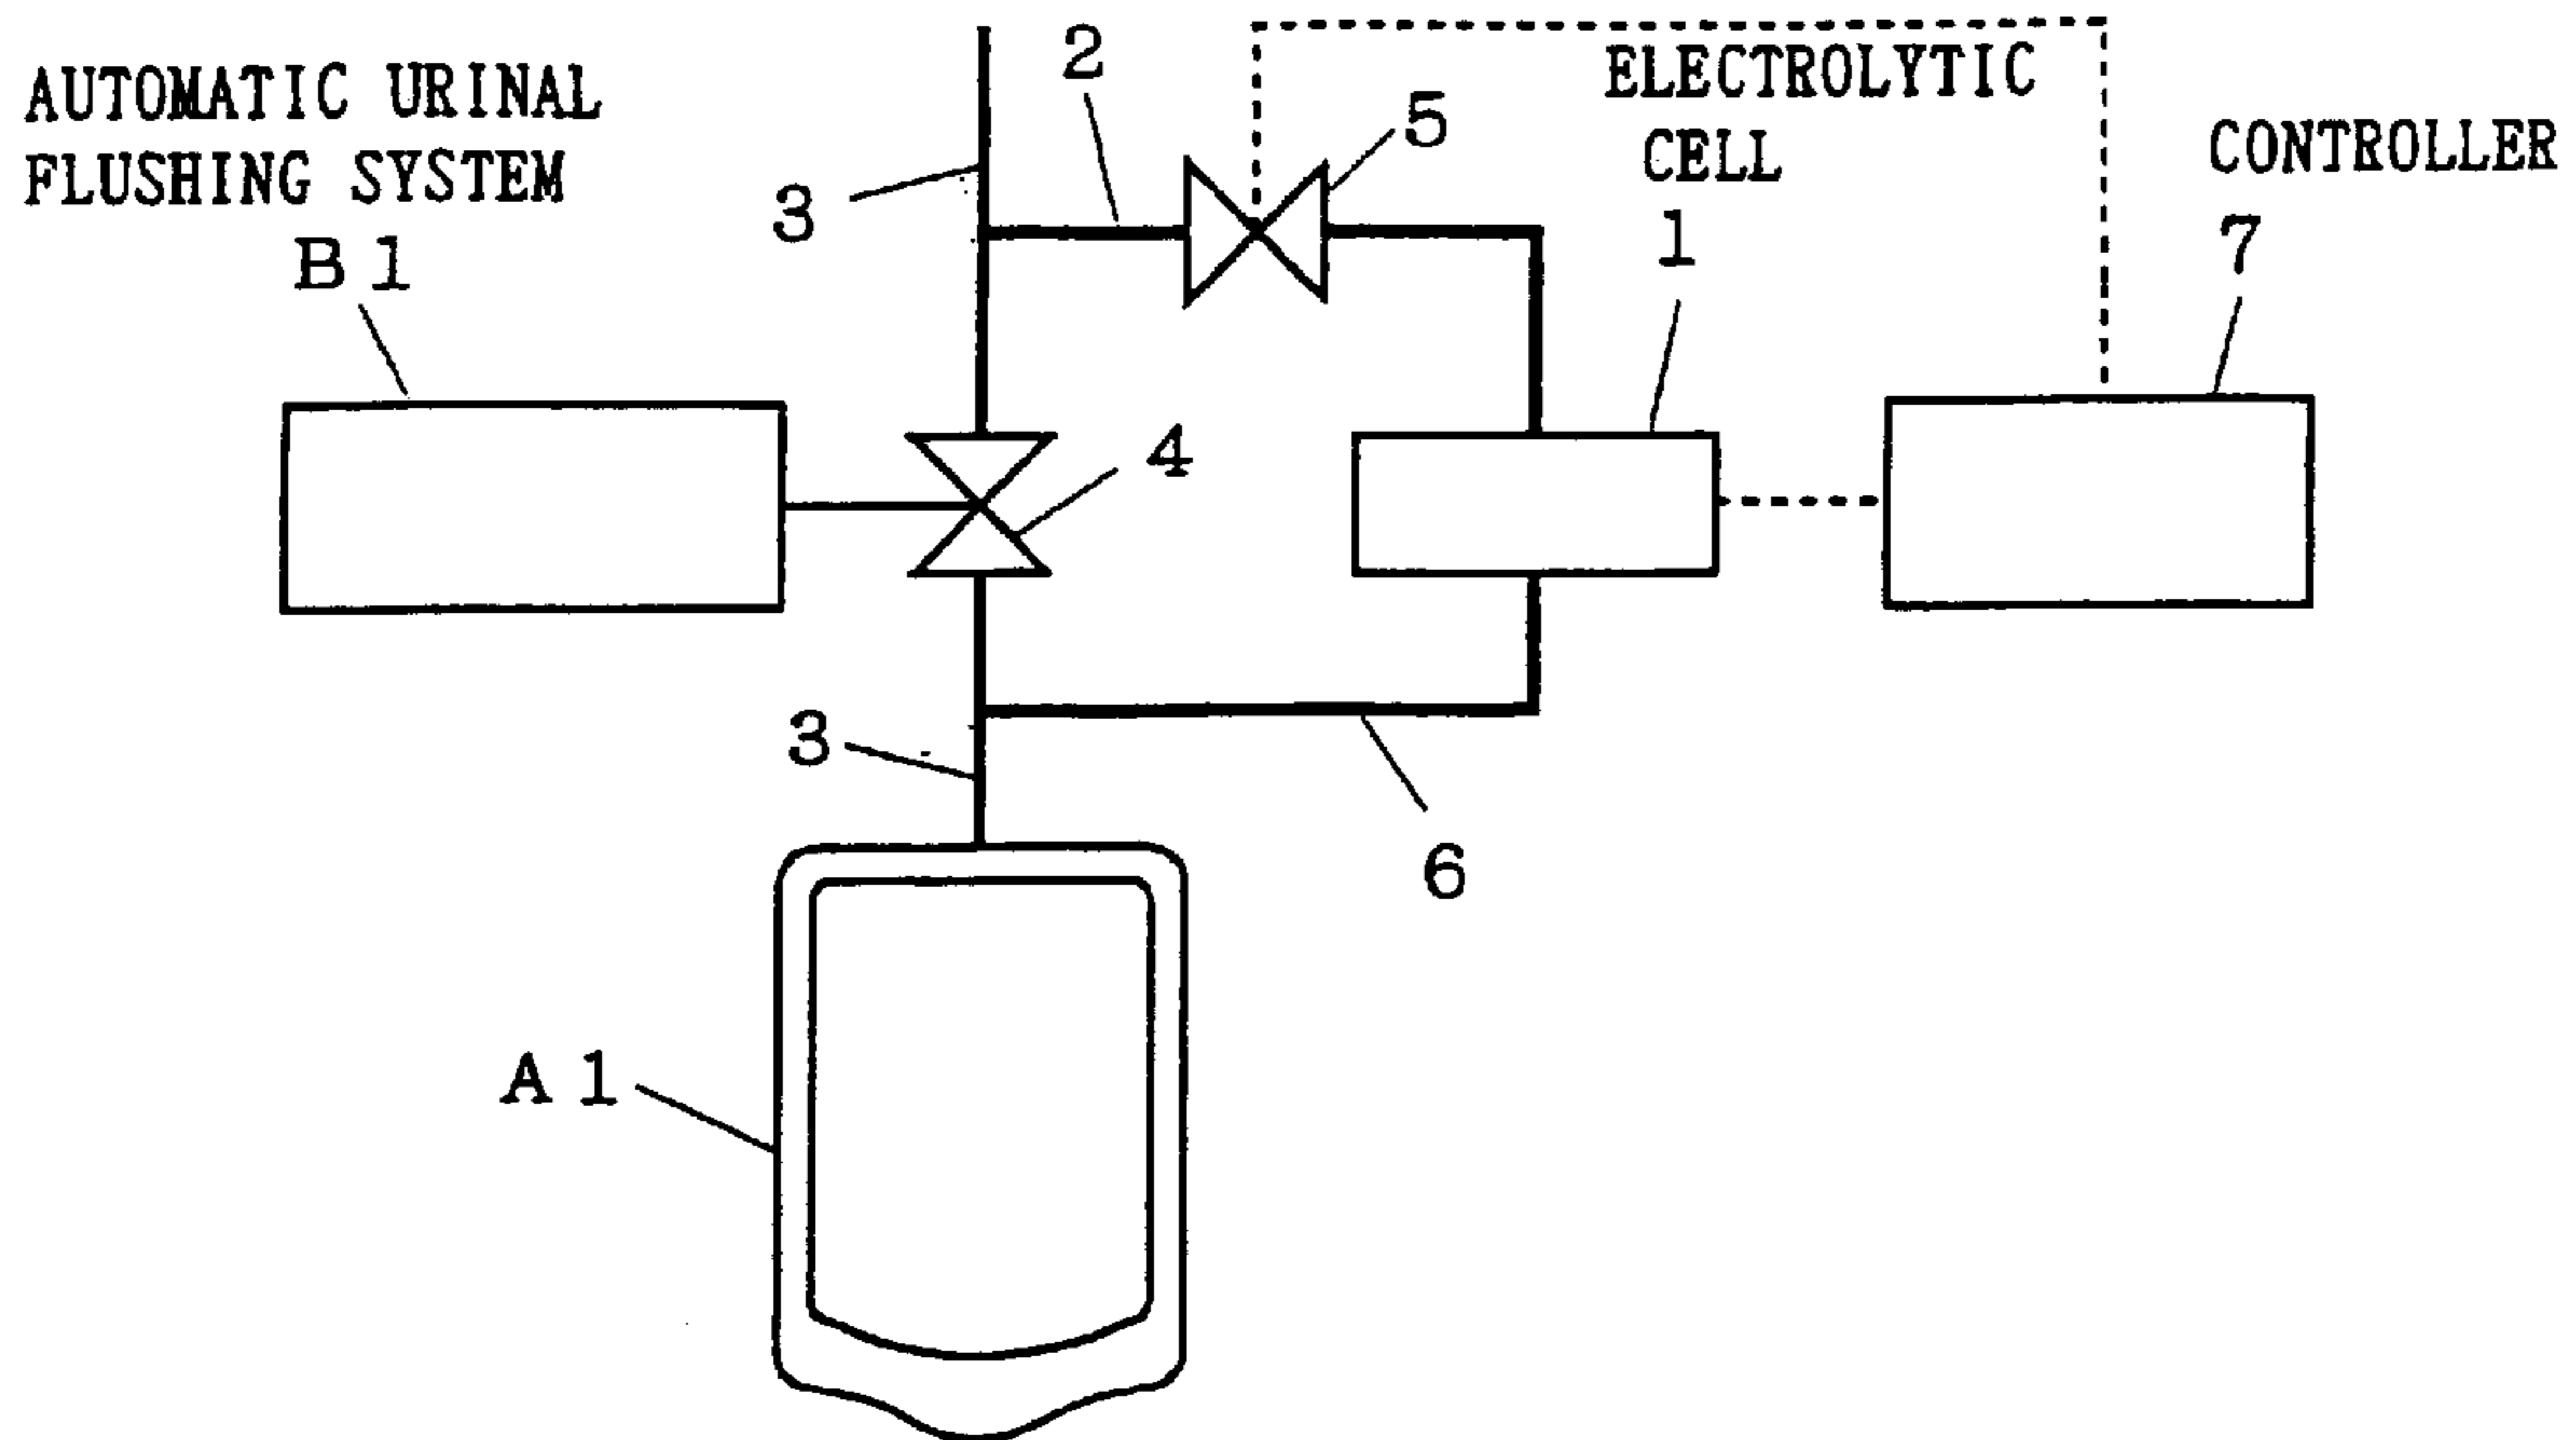 AUTOMATIC URINAL
FLUSHING SYSTEM
B1
3
2
5
ELECTROLYTIC
CELL
1
CONTROLLER
7
4
3
6
A1